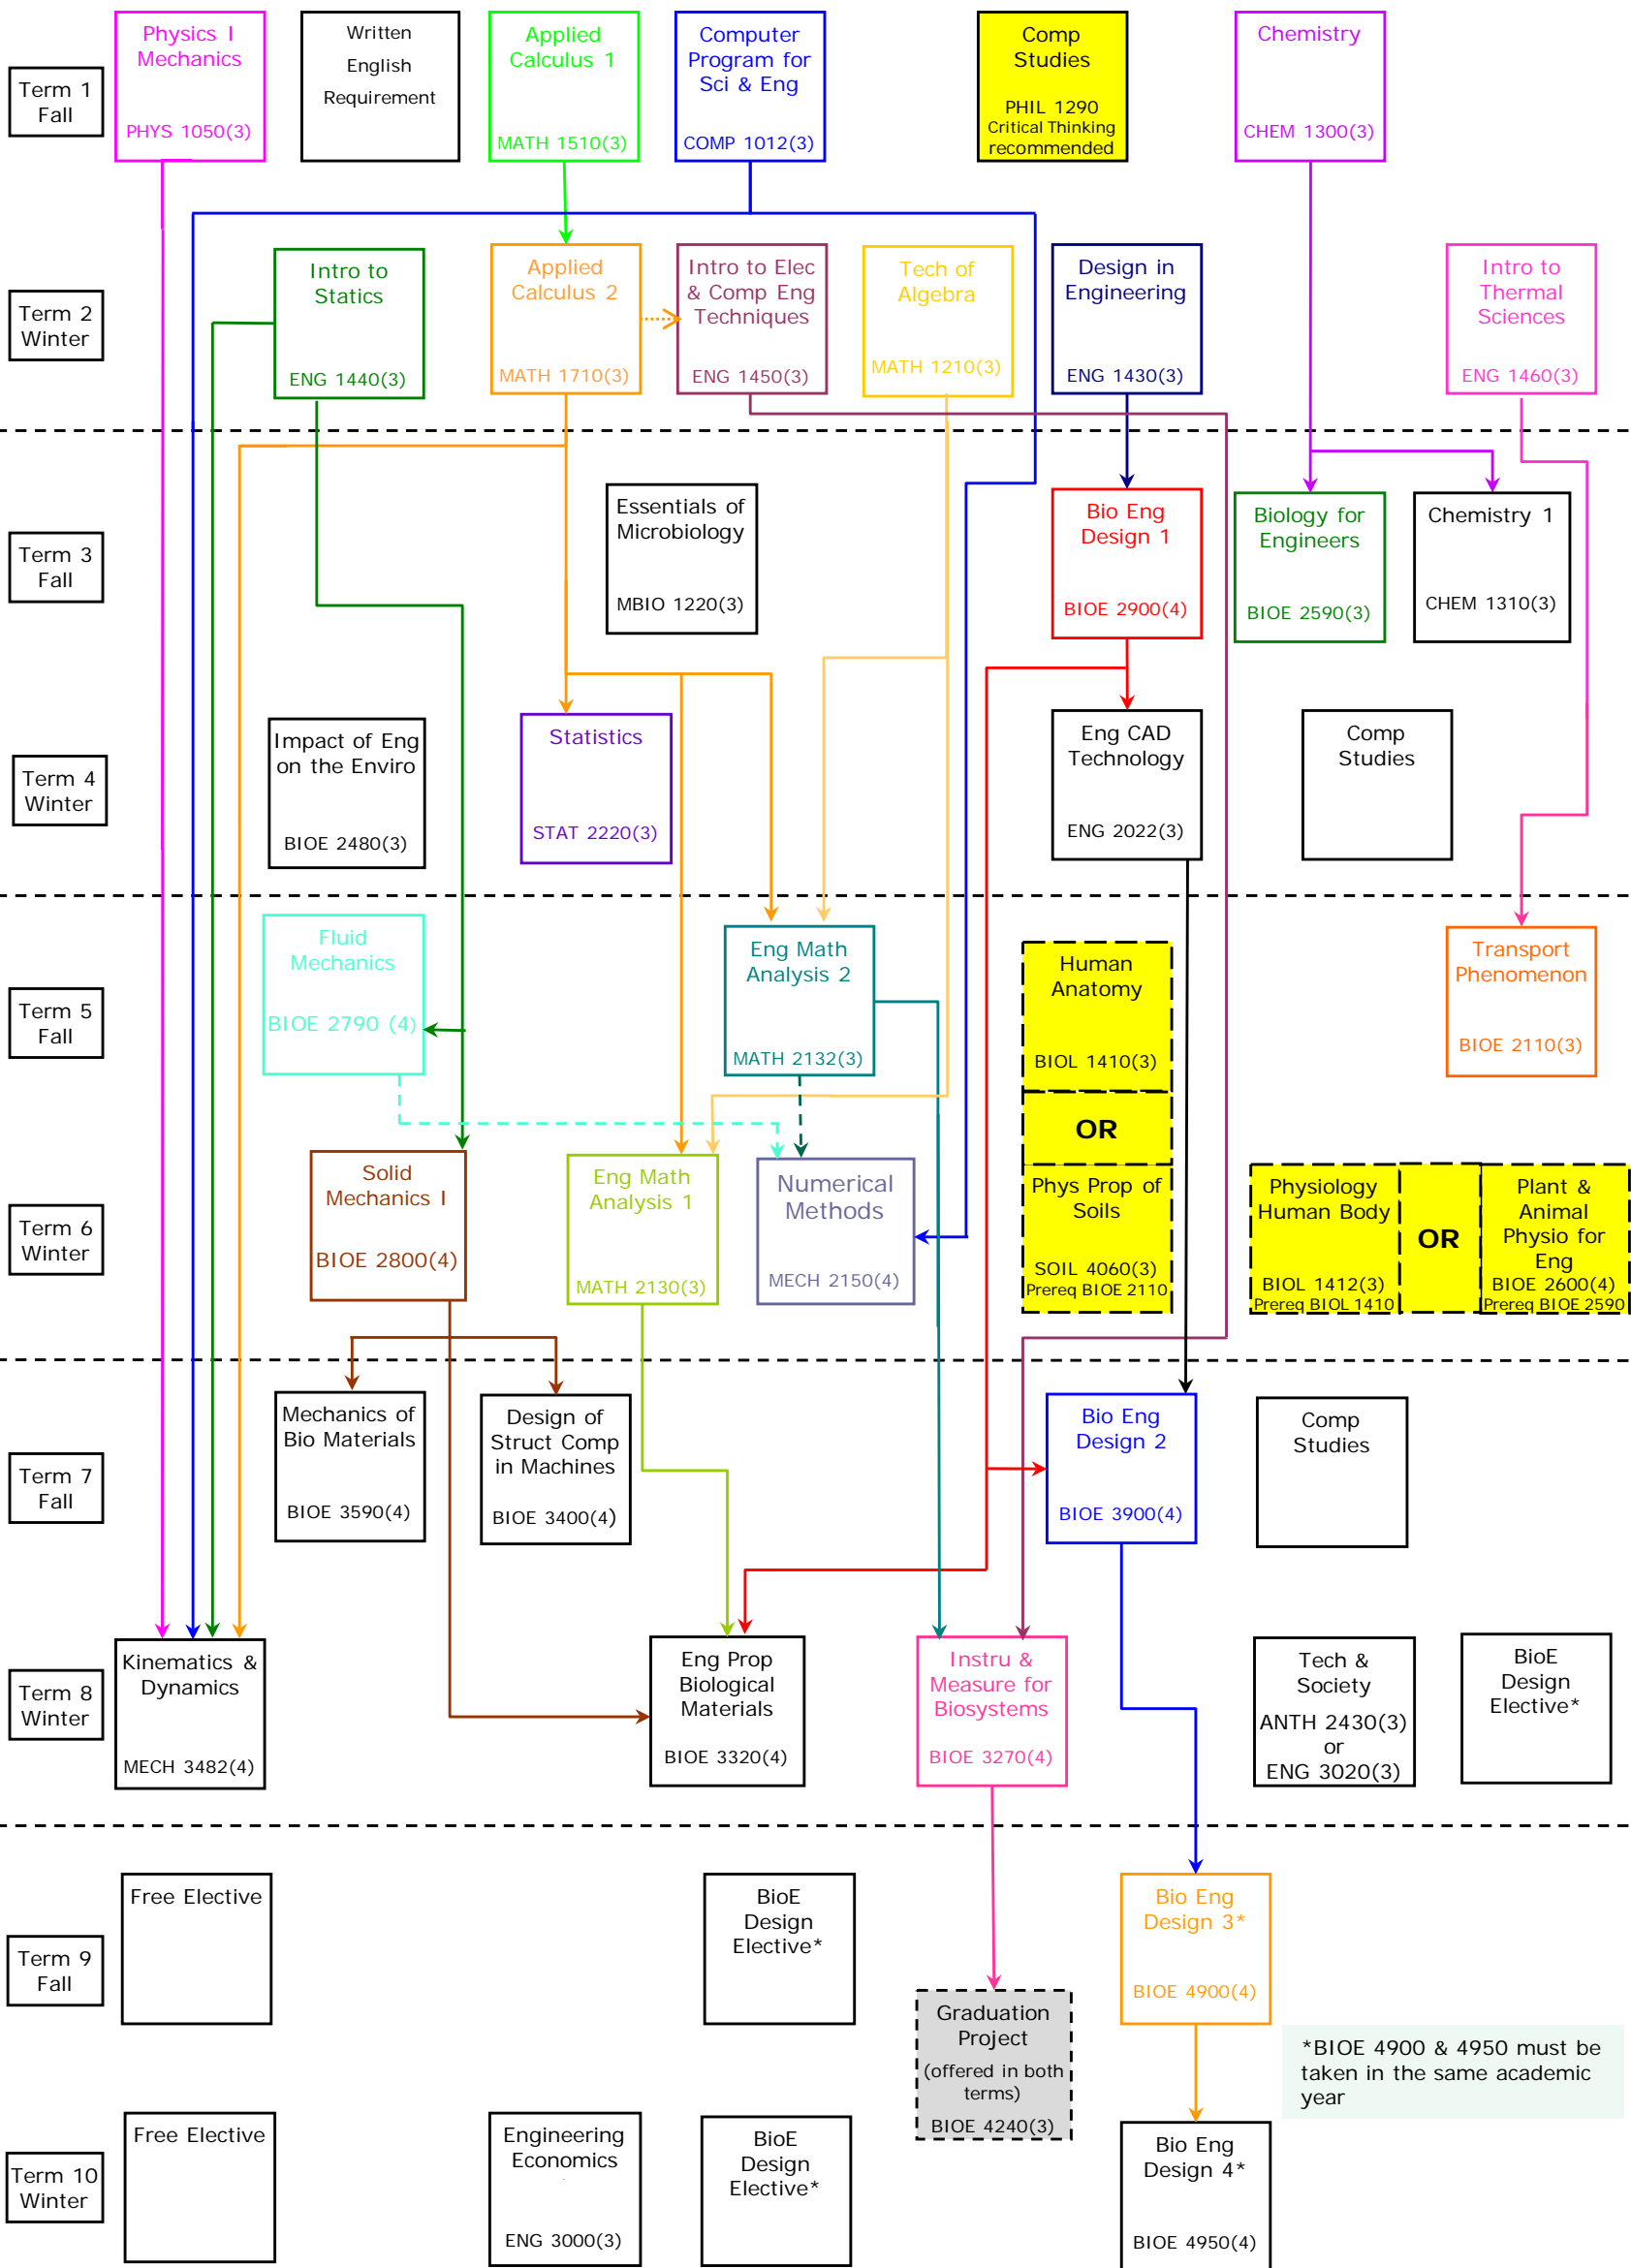 Term 1
Fall
Physics I
Mechanics
PHYS 1050(3)
Written
English
Requirement
Applied
Calculus 1
MATH 1510(3)
Computer
Program for
Sci & Eng
COMP 1012(3)
Comp
Studies
PHIL 1290
Critical Thinking
recommended
Chemistry
CHEM 1300(3)
Term 2
Winter
Intro to
Statics
ENG 1440(3)
Applied
Calculus 2
MATH 1710(3)
Intro to Elec
& Comp Eng
Techniques
ENG 1450(3)
Tech of
Algebra
MATH 1210(3)
Design in
Engineering
ENG 1430(3)
Intro to
Thermal
Sciences
ENG 1460(3)
Term 3
Fall
Essentials of
Microbiology
MBIO 1220(3)
Bio Eng
Design 1
BIOE 2900(4)
Biology for
Engineers
BIOE 2590(3)
Chemistry 1
CHEM 1310(3)
Term 4
Winter
Impact of Eng
on the Enviro
BIOE 2480(3)
Statistics
STAT 2220(3)
Eng CAD
Technology
ENG 2022(3)
Comp
Studies
Term 5
Fall
Fluid
Mechanics
BIOE 2790 (4)
Eng Math
Analysis 2
MATH 2132(3)
Human
Anatomy
BIOL 1410(3)
OR
Transport
Phenomenon
BIOE 2110(3)
Term 6
Winter
Solid
Mechanics I
BIOE 2800(4)
Eng Math
Analysis 1
MATH 2130(3)
Numerical
Methods
MECH 2150(4)
Phys Prop of
Soils
SOIL 4060(3)
Prereq BIOE 2110
Physiology
Human Body
BIOL 1412(3)
Prereq BIOL 1410
OR
Plant &
Animal
Physio for
Eng
BIOE 2600(4)
Prereq BIOE 2590
Term 7
Fall
Mechanics of
Bio Materials
BIOE 3590(4)
Design of
Struct Comp
in Machines
BIOE 3400(4)
Bio Eng
Design 2
BIOE 3900(4)
Comp
Studies
Term 8
Winter
Kinematics &
Dynamics
MECH 3482(4)
Eng Prop
Biological
Materials
BIOE 3320(4)
Instru &
Measure for
Biosystems
BIOE 3270(4)
Tech &
Society
ANTH 2430(3)
or
ENG 3020(3)
BioE
Design
Elective*
Term 9
Fall
Free Elective
BioE
Design
Elective*
Graduation
Project
(offered in both
terms)
BIOE 4240(3)
Bio Eng
Design 3*
BIOE 4900(4)
*BIOE 4900 & 4950 must be
taken in the same academic
year
Term 10
Winter
Free Elective
Engineering
Economics
ENG 3000(3)
BioE
Design
Elective*
Bio Eng
Design 4*
BIOE 4950(4)